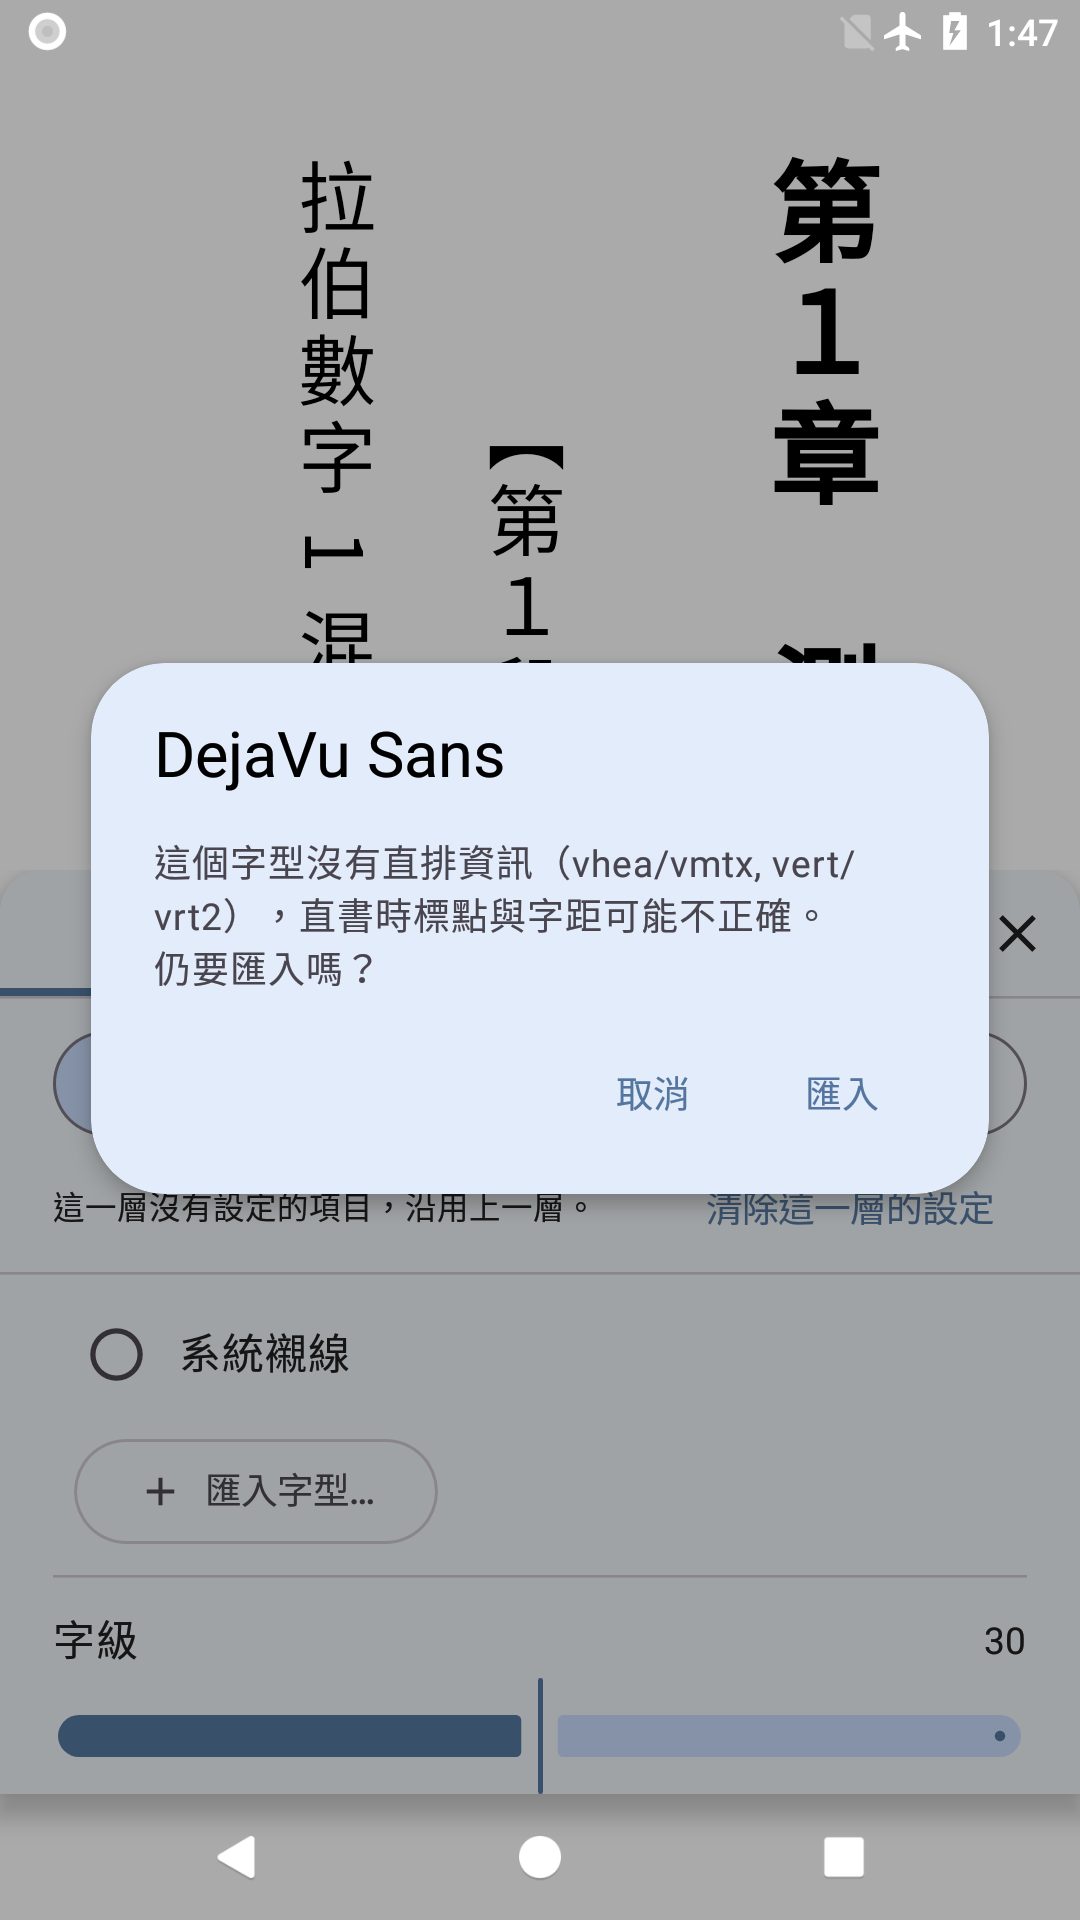 1:47
第１章
拉伯數字 1 混
【第１
DejaVu Sans
這個字型沒有直排資訊（vhea/vmtx, vert/
vrt2），直書時標點與字距可能不正確。
仍要匯入嗎？
取消
匯入
這一層沒有設定的項目，沿用上一層。
清除這一層的設定
系統襯線
匯入字型…
字級
30